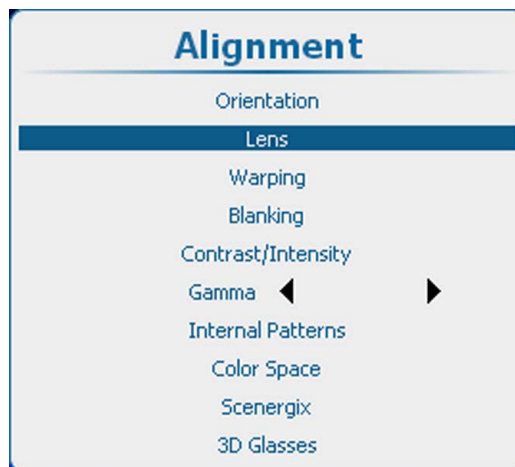 Alignment
Orientation
Lens
Warping
Blanking
Contrast/Intensity
Gamma
Internal Patterns
Color Space
Scenergix
3D Glasses